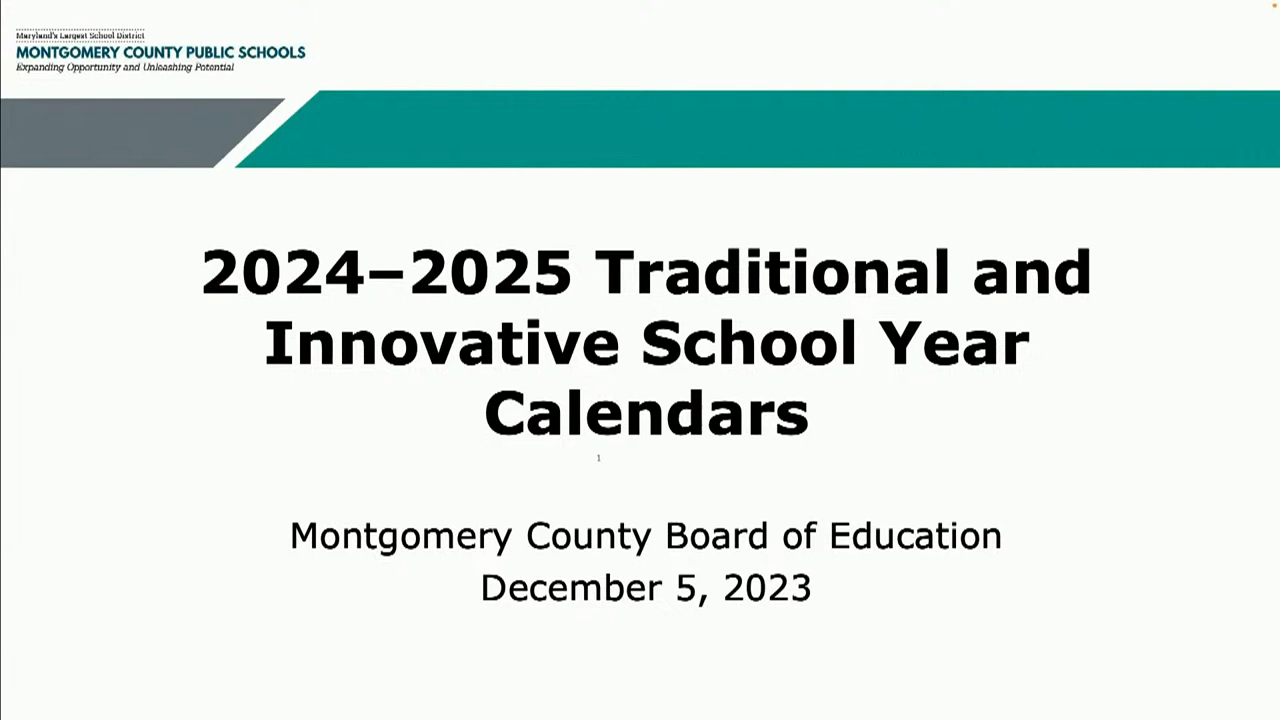 Maryland's Largest School District
MONTGOMERY COUNTY PUBLIC SCHOOLS
Expanding Opportunity and Unleashing Potential
2024–2025 Traditional and
Innovative School Year
Calendars
1
Montgomery County Board of Education
December 5, 2023